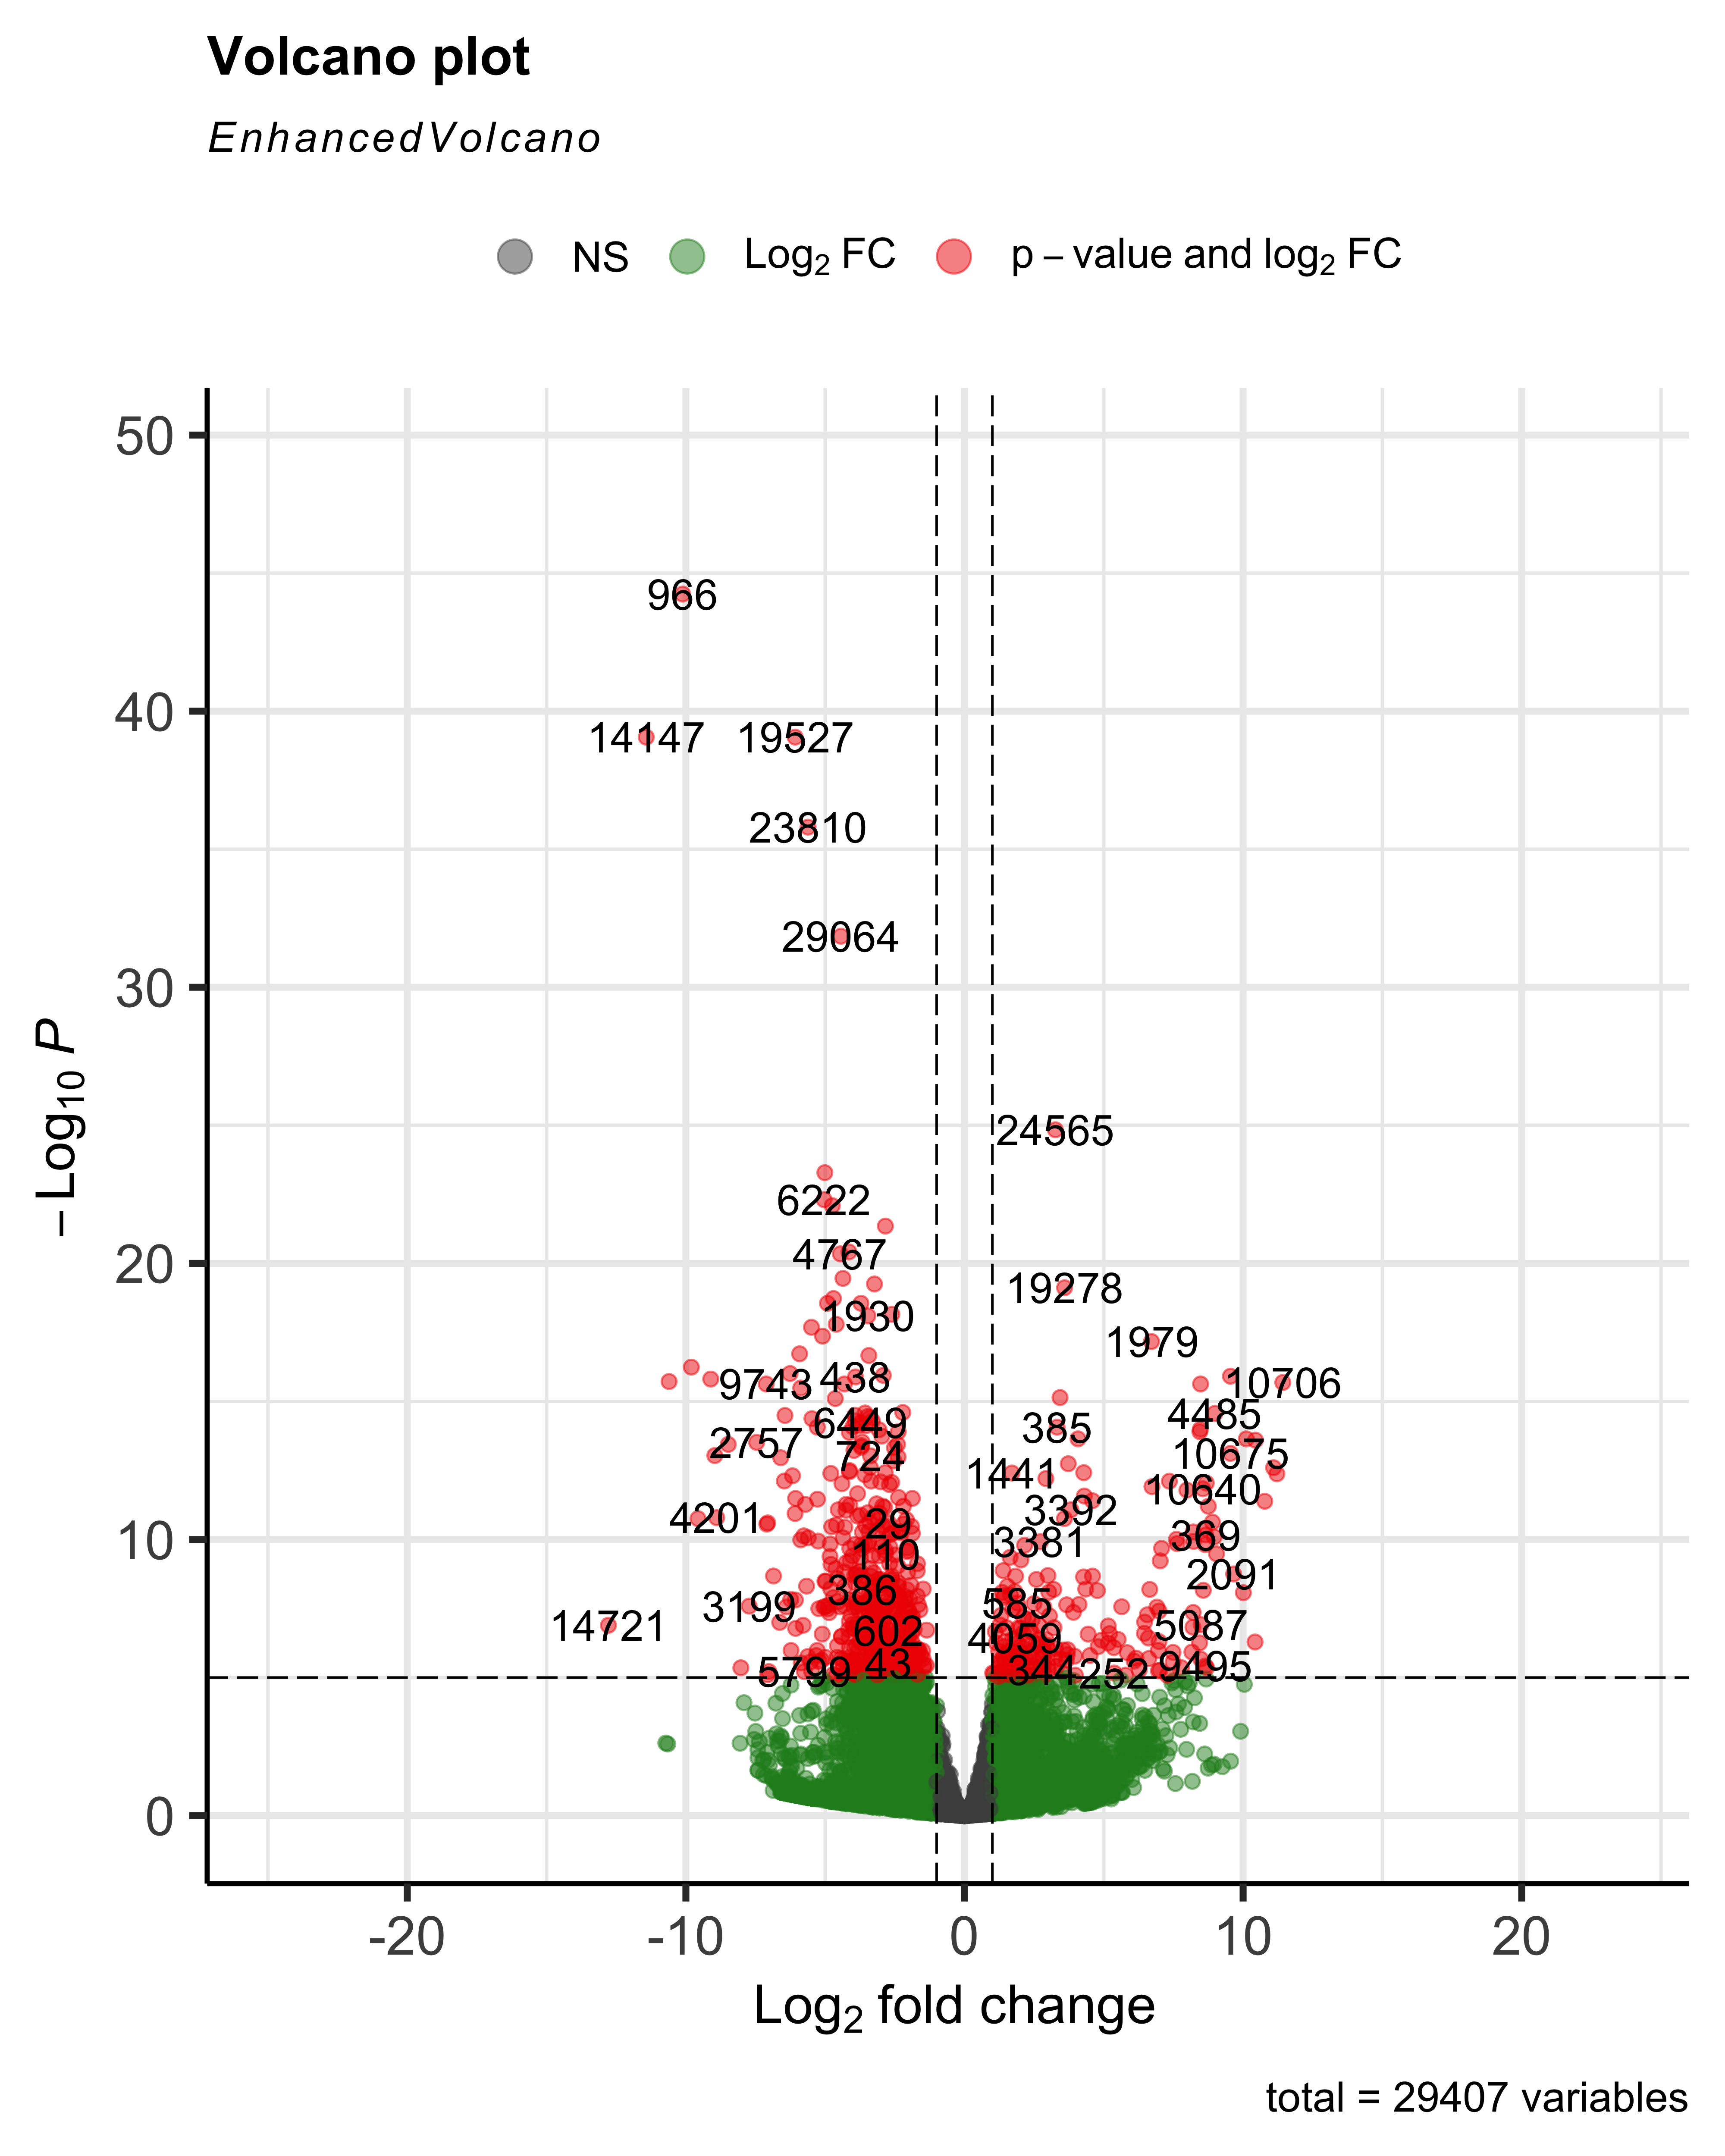 Volcano plot
EnhancedVolcano
NS Log₂ FC p – value and log₂ FC
50
966
40
14147 19527
23810
29064
30
– Log₁₀ P
24565
6222
20
4767
19278
1930
1979
9743 438 10706
6449 385 4485
2757 724 10675
1441 10640
4201 29 3392
10
110 3381 369
386 2091
3199 585
14721 602 4059 5087
5799 43 344 252 9495
0
-20 -10 0 10 20
Log₂ fold change
total = 29407 variables